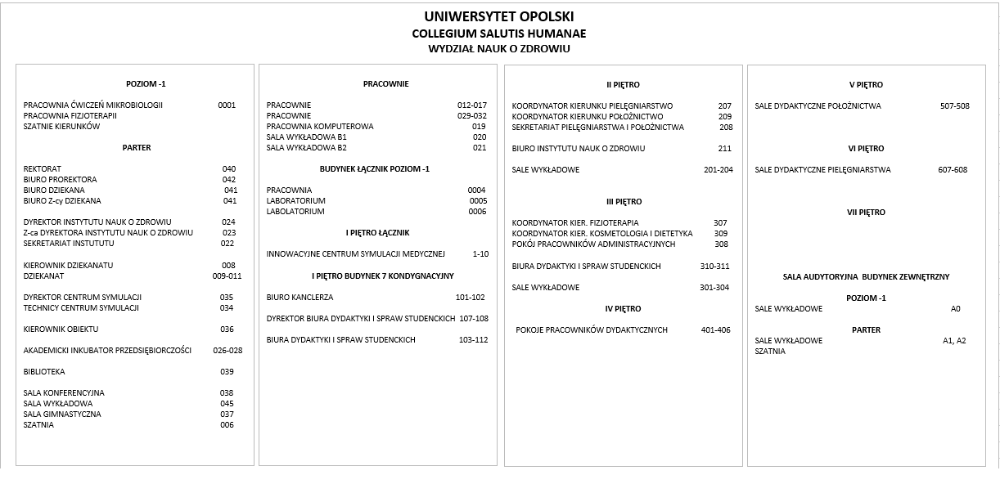 UNIWERSYTET OPOLSKI
COLLEGIUM SALUTIS HUMANAE
WYDZIAŁ NAUK O ZDROWIU
POZIOM -1
PRACOWNIA ĆWICZEŃ MIKROBIOLOGII 0001
PRACOWNIA FIZJOTERAPII
SZATNIE KIERUNKÓW
PARTER
REKTORAT 040
BIURO PROREKTORA 042
BIURO DZIEKANA 041
BIURO Z-cy DZIEKANA 041
DYREKTOR INSTYTUTU NAUK O ZDROWIU 024
Z-ca DYREKTORA INSTYTUTU NAUK O ZDROWIU 023
SEKRETARIAT INSTUTUTU 022
KIEROWNIK DZIEKANATU 008
DZIEKANAT 009-011
DYREKTOR CENTRUM SYMULACJI 035
TECHNICY CENTRUM SYMULACJI 034
KIEROWNIK OBIEKTU 036
AKADEMICKI INKUBATOR PRZEDSIĘBIORCZOŚCI 026-028
BIBLIOTEKA 039
SALA KONFERENCYJNA 038
SALA WYKŁADOWA 045
SALA GIMNASTYCZNA 037
SZATNIA 006
PRACOWNIE
PRACOWNIE 012-017
PRACOWNIE 029-032
PRACOWNIA KOMPUTEROWA 019
SALA WYKŁADOWA B1 020
SALA WYKŁADOWA B2 021
BUDYNEK ŁĄCZNIK POZIOM -1
PRACOWNIA 0004
LABORATORIUM 0005
LABOLATORIUM 0006
I PIĘTRO ŁĄCZNIK
INNOWACYJNE CENTRUM SYMULACJI MEDYCZNEJ 1-10
I PIĘTRO BUDYNEK 7 KONDYGNACYJNY
BIURO KANCLERZA 101-102
DYREKTOR BIURA DYDAKTYKI I SPRAW STUDENCKICH 107-108
BIURA DYDAKTYKI I SPRAW STUDENCKICH 103-112
II PIĘTRO
KOORDYNATOR KIERUNKU PIELĘGNIARSTWO 207
KOORDYNATOR KIERUNKU POŁOŻNICTWO 209
SEKRETARIAT PIELĘGNIARSTWA I POŁOŻNICTWA 208
BIURO INSTYTUTU NAUK O ZDROWIU 211
SALE WYKŁADOWE 201-204
III PIĘTRO
KOORDYNATOR KIER. FIZJOTERAPIA 307
KOORDYNATOR KIER. KOSMETOLOGIA I DIETETYKA 309
POKÓJ PRACOWNIKÓW ADMINISTRACYJNYCH 308
BIURA DYDAKTYKI I SPRAW STUDENCKICH 310-311
SALE WYKŁADOWE 301-304
IV PIĘTRO
POKOJE PRACOWNIKÓW DYDAKTYCZNYCH 401-406
V PIĘTRO
SALE DYDAKTYCZNE POŁOŻNICTWA 507-508
VI PIĘTRO
SALE DYDAKTYCZNE PIELĘGNIARSTWA 607-608
VII PIĘTRO
SALA AUDYTORYJNA BUDYNEK ZEWNĘTRZNY
POZIOM -1
SALE WYKŁADOWE A0
PARTER
SALE WYKŁADOWE A1, A2
SZATNIA